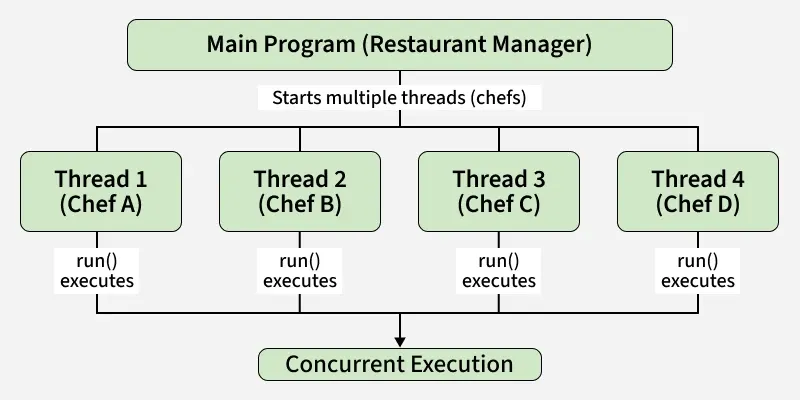 Main Program (Restaurant Manager)
Starts multiple threads (chefs)
Thread 1
(Chef A)
Thread 2
(Chef B)
Thread 3
(Chef C)
Thread 4
(Chef D)
run()
executes
run()
executes
run()
executes
run()
executes
Concurrent Execution